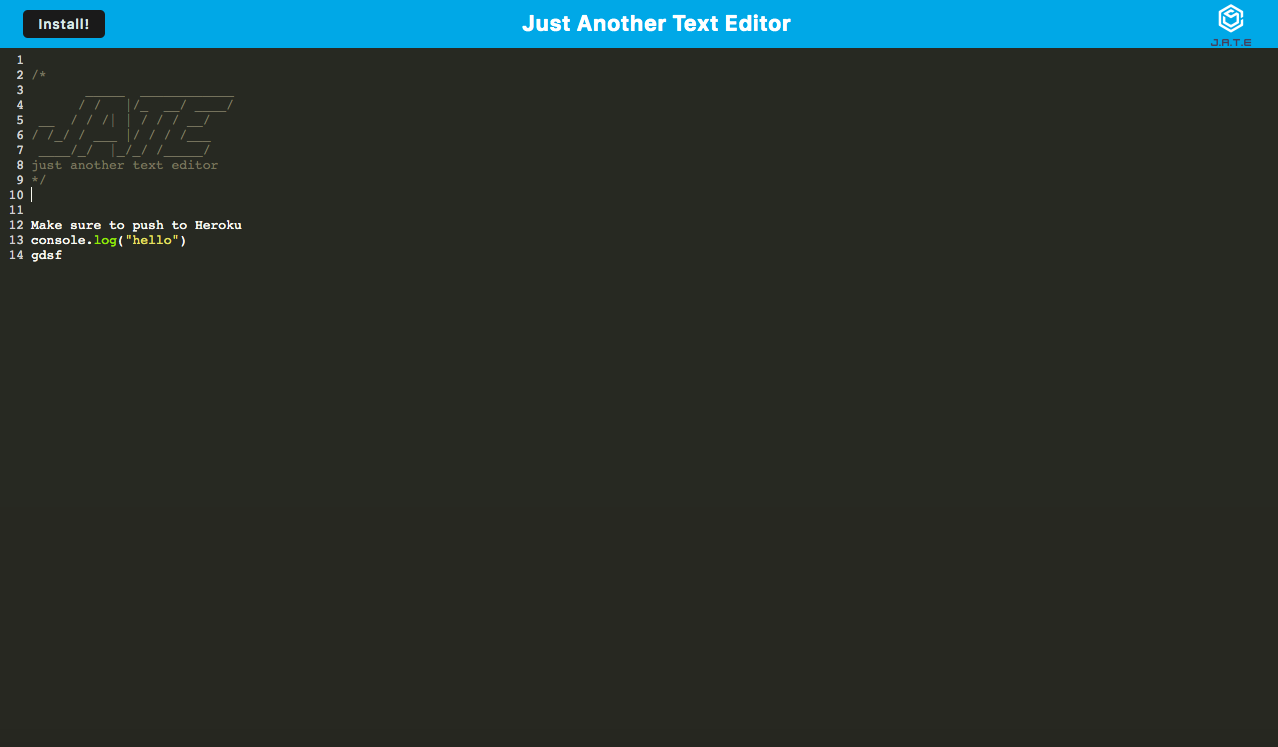 Install!
Just Another Text Editor
J.A.T.E
1
2 /*
3        _____  ____________
4       / /   |/_  __/ ____/
5  __  / / /| | / / / __/
6 / /_/ / ___ |/ / / /___
7  ____/_/  |_/_/ /_____/
8 just another text editor
9 */
10
11
12 Make sure to push to Heroku
13 console.log("hello")
14 gdsf